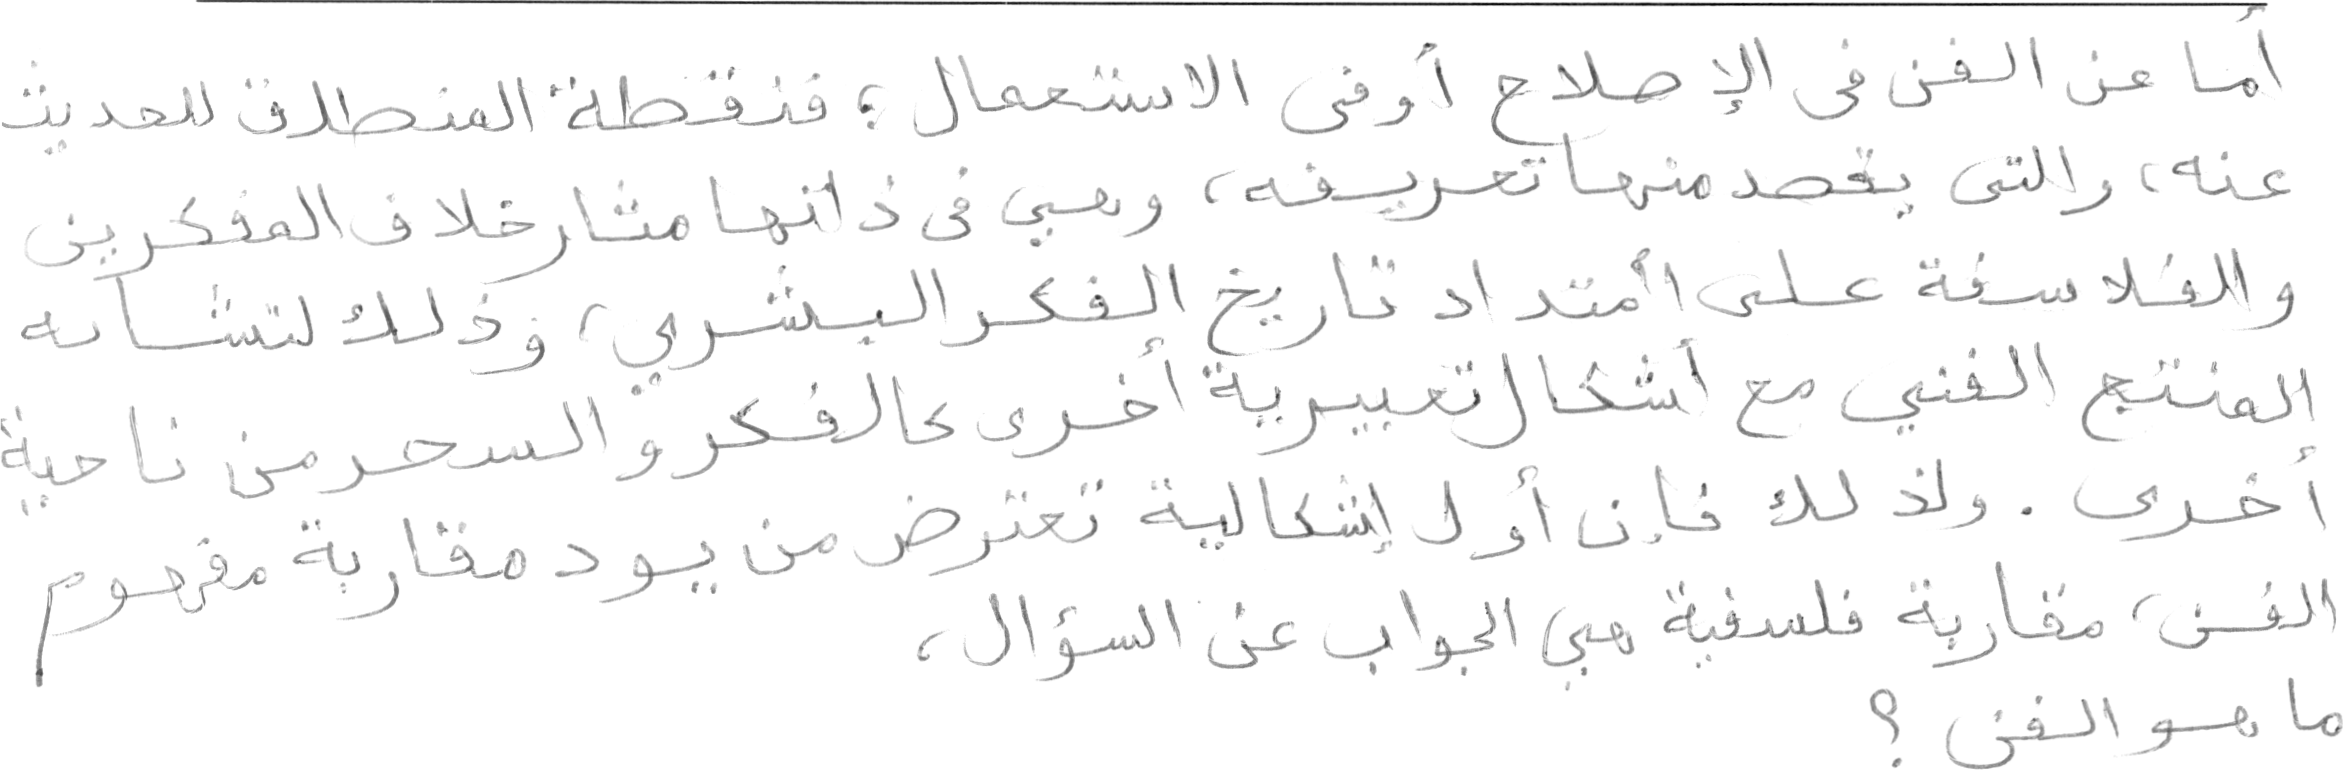 أما عن الفن في الإصلاح أو في الاستعمال؛ فنقطة المنطلق للحديث
عنه، والتي يقصد منها تعريفه، وهي في ذاتها مثار خلاف المفكرين
والفلاسفة على اأمتداد تاريخ الفكر البشري، وذلك لتشابه
المنتج الفني مع أشكال تعبيرية أخرى كالفكر والسحر من ناحية
أخرى. ولذلك فإن أول إشكالية تعترض من يود مقاربة مفهوم
الفن، مقاربة فلسفية هي الجواب عن السؤال،
ما هو الفن ؟